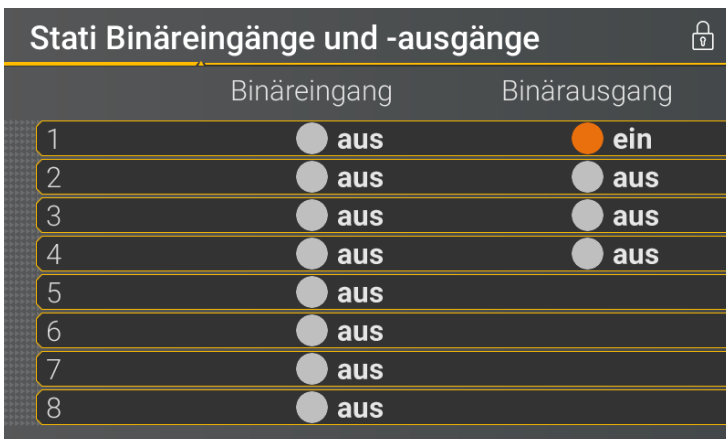 Stati Binäreingänge und -ausgänge
Binäreingang Binärausgang
1 aus ein
2 aus aus
3 aus aus
4 aus aus
5 aus
6 aus
7 aus
8 aus